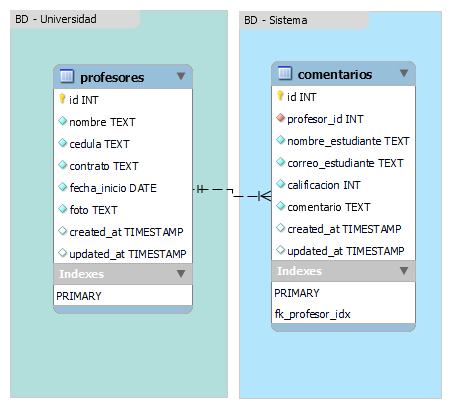 BD - Universidad
profesores
id INT
nombre TEXT
cedula TEXT
contrato TEXT
fecha_inicio DATE
foto TEXT
created_at TIMESTAMP
updated_at TIMESTAMP
Indexes
PRIMARY
BD - Sistema
comentarios
id INT
profesor_id INT
nombre_estudiante TEXT
correo_estudiante TEXT
calificacion INT
comentario TEXT
created_at TIMESTAMP
updated_at TIMESTAMP
Indexes
PRIMARY
fk_profesor_idx